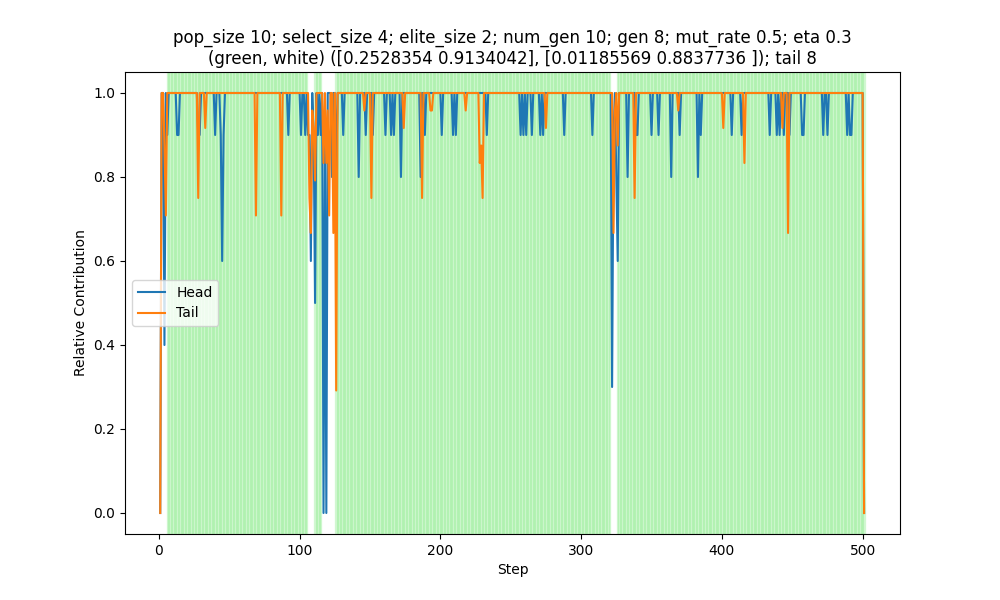 pop_size 10; select_size 4; elite_size 2; num_gen 10; gen 8; mut_rate 0.5; eta 0.3
(green, white) ([0.2528354 0.9134042], [0.01185569 0.8837736 ]); tail 8
1.0
0.8
0.6
0.4
0.2
0.0
Relative Contribution
Head
Tail
0 100 200 300 400 500
Step